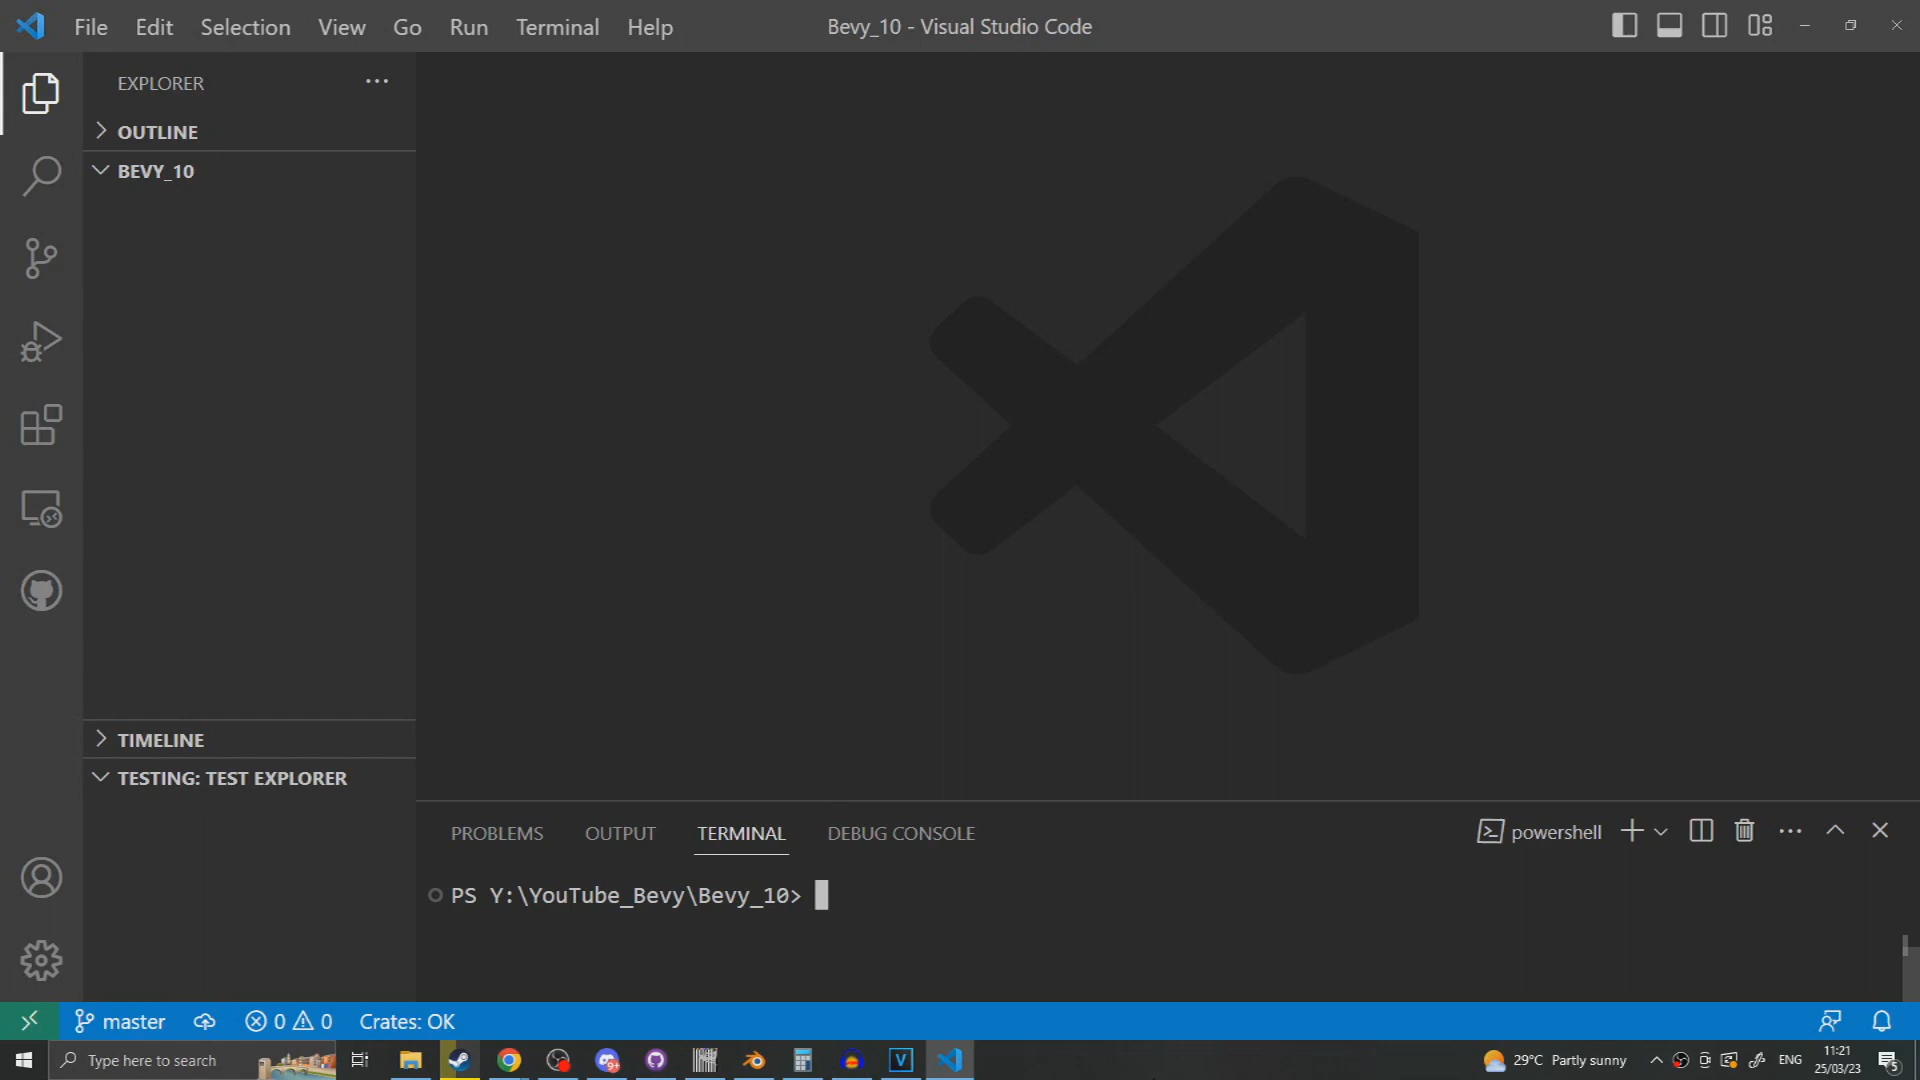 File Edit Selection View Go Run Terminal Help
Bevy_10 - Visual Studio Code
EXPLORER
OUTLINE
BEVY_10
TIMELINE
TESTING: TEST EXPLORER
PROBLEMS OUTPUT TERMINAL DEBUG CONSOLE
powershell
PS Y:\YouTube_Bevy\Bevy_10>
master 0 0 Crates: OK
Type here to search
9+
V
29°C Partly sunny
ENG
11:21
25/03/23
5